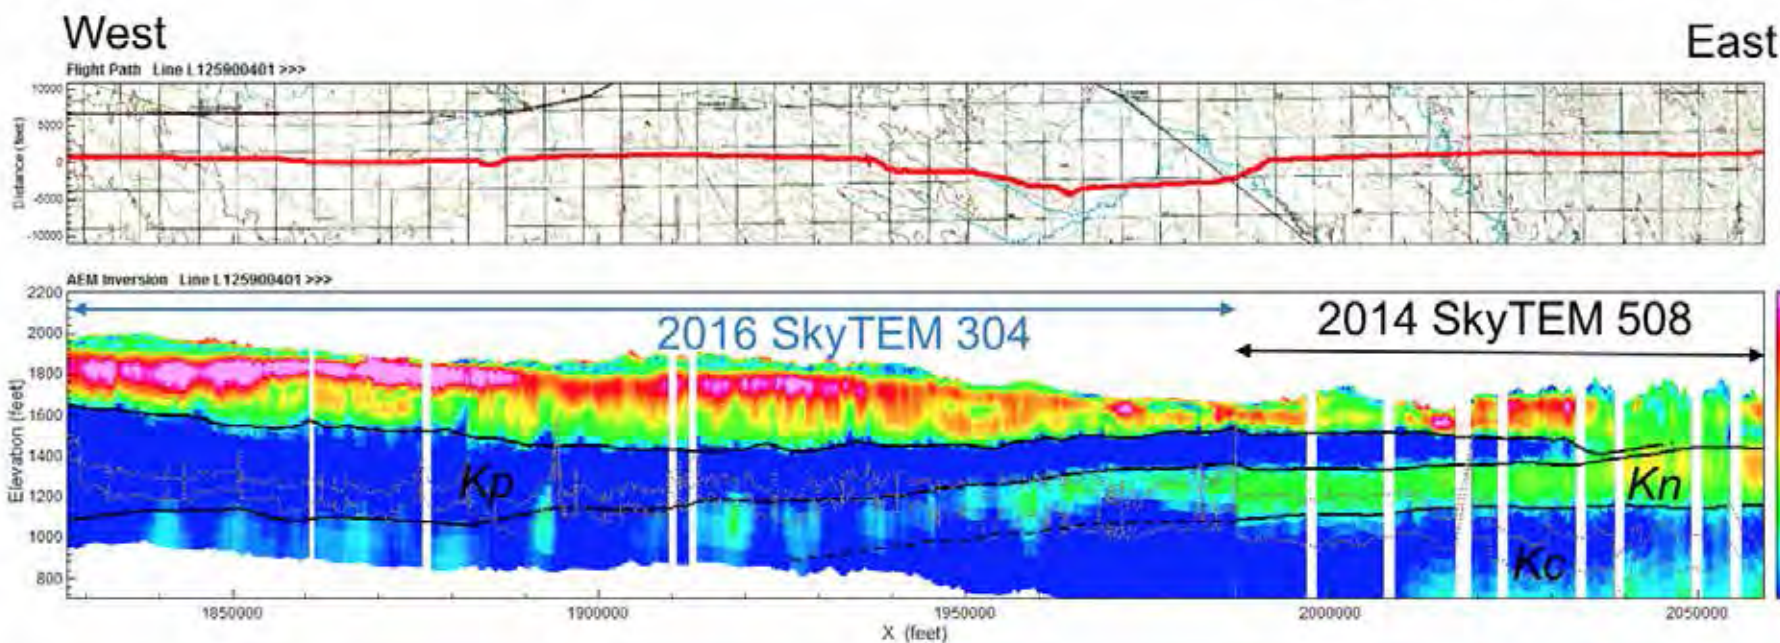 West
East
Flight Path Line L125900401 >>>
10000
5000
0
-5000
-10000
Distance (feet)
AEM Inversion Line L125900401 >>>
2200
2000
1800
1600
1400
1200
1000
800
Elevation (feet)
2016 SkyTEM 304
2014 SkyTEM 508
Kp
Kn
Kc
1850000 1900000 1950000 2000000 2050000
X (feet)